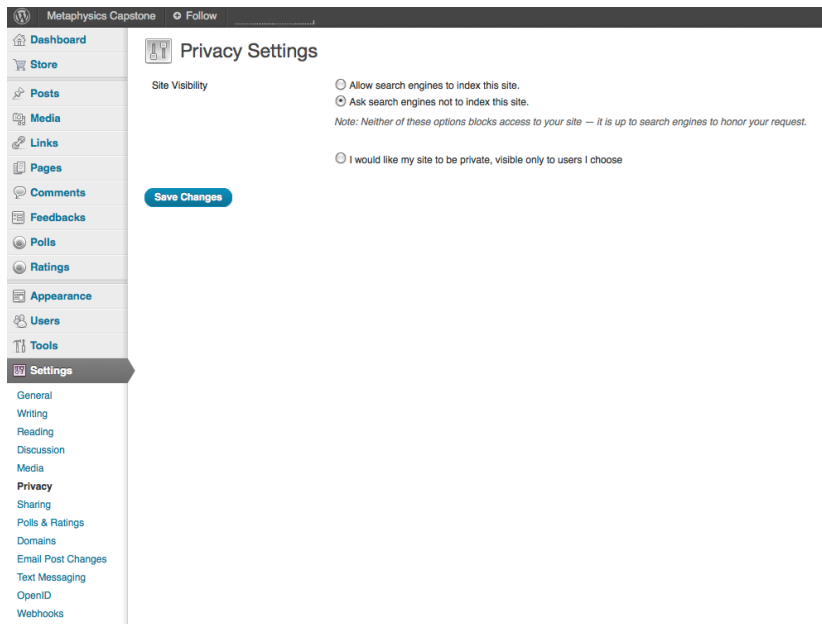 Metaphysics Capstone Follow
Dashboard
Store
Posts
Media
Links
Pages
Comments
Feedbacks
Polls
Ratings
Appearance
Users
Tools
Settings
General
Writing
Reading
Discussion
Media
Privacy
Sharing
Polls & Ratings
Domains
Email Post Changes
Text Messaging
OpenID
Webhooks
Privacy Settings
Site Visibility
Allow search engines to index this site.
Ask search engines not to index this site.
Note: Neither of these options blocks access to your site — it is up to search engines to honor your request.
I would like my site to be private, visible only to users I choose
Save Changes